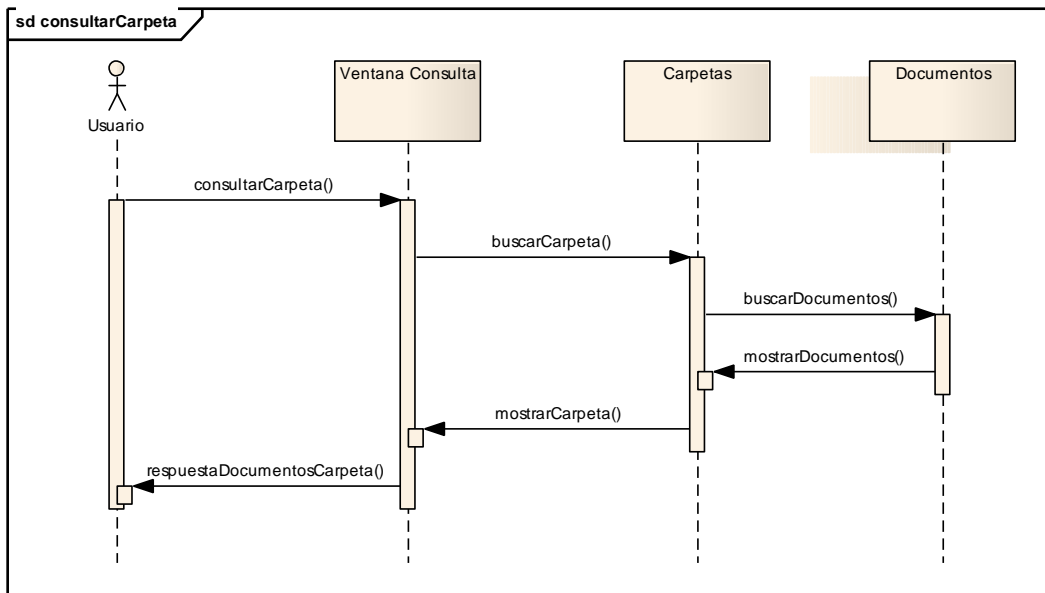 sd consultarCarpeta
Usuario
Ventana Consulta
Carpetas
Documentos
consultarCarpeta()
buscarCarpeta()
buscarDocumentos()
mostrarDocumentos()
mostrarCarpeta()
respuestaDocumentosCarpeta()